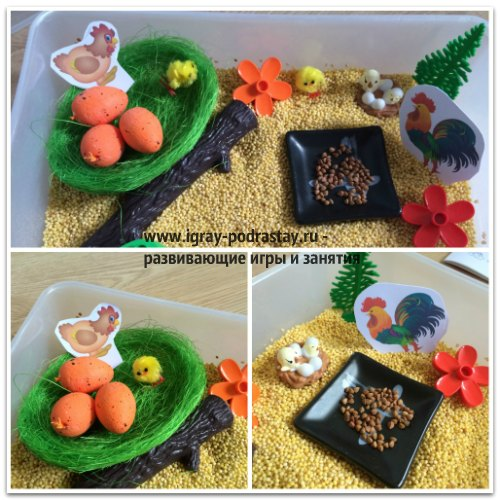 www.igray-podrastay.ru -
развивающие игры и занятия